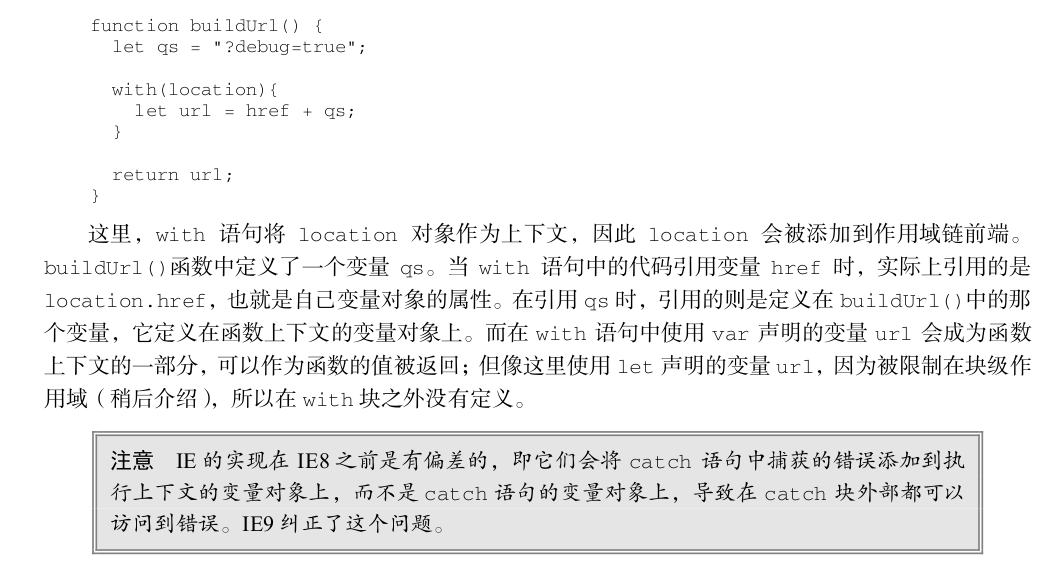 function buildUrl() {
  let qs = "?debug=true";

  with(location){
    let url = href + qs;
  }

  return url;
}
这里，with 语句将 location 对象作为上下文，因此 location 会被添加到作用域链前端。
buildUrl()函数中定义了一个变量 qs。当 with 语句中的代码引用变量 href 时，实际上引用的是
location.href，也就是自己变量对象的属性。在引用 qs 时，引用的则是定义在 buildUrl()中的那
个变量，它定义在函数上下文的变量对象上。而在 with 语句中使用 var 声明的变量 url 会成为函数
上下文的一部分，可以作为函数的值被返回；但像这里使用 let 声明的变量 url，因为被限制在块级作
用域（稍后介绍），所以在 with 块之外没有定义。
注意 IE 的实现在 IE8 之前是有偏差的，即它们会将 catch 语句中捕获的错误添加到执
行上下文的变量对象上，而不是 catch 语句的变量对象上，导致在 catch 块外部都可以
访问到错误。IE9 纠正了这个问题。